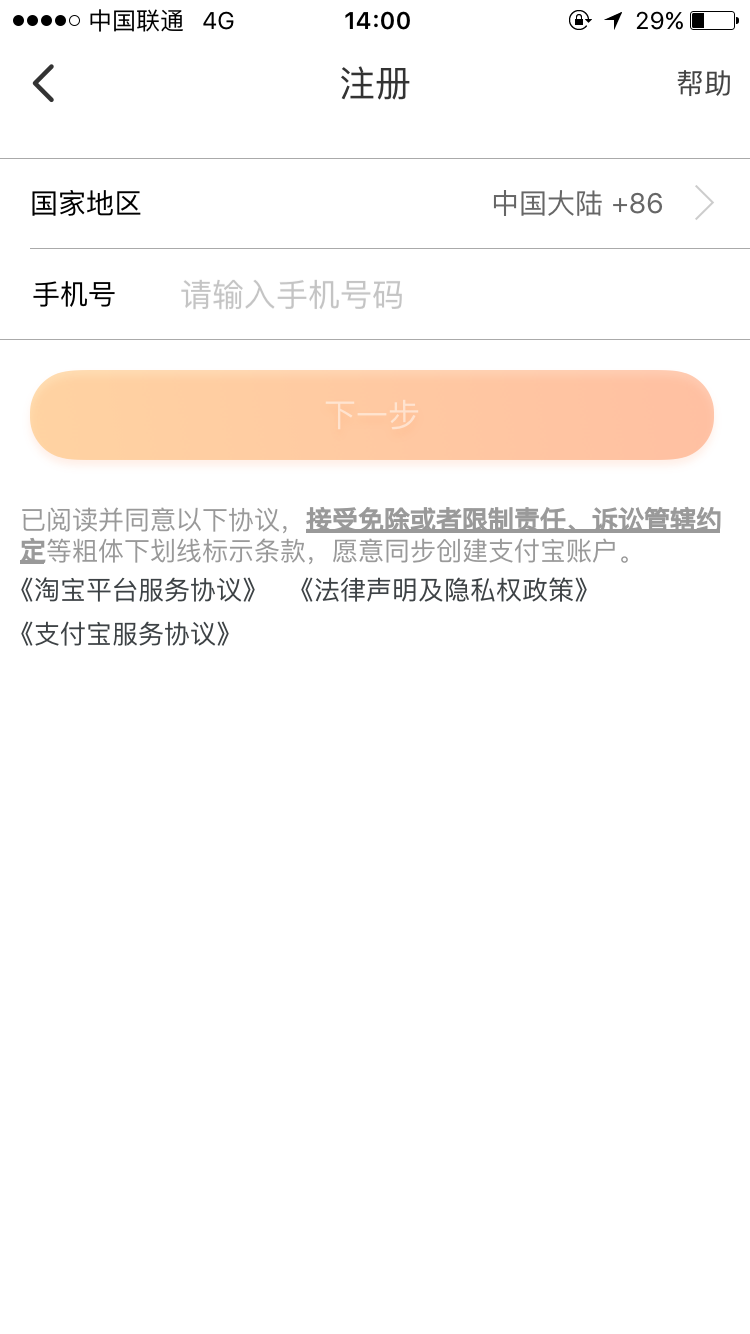 中国联通 4G 14:00 29%
注册 帮助
国家地区 中国大陆 +86
手机号 请输入手机号码
下一步
已阅读并同意以下协议，接受免除或者限制责任、诉讼管辖约
定等粗体下划线标示条款，愿意同步创建支付宝账户。
《淘宝平台服务协议》 《法律声明及隐私权政策》
《支付宝服务协议》